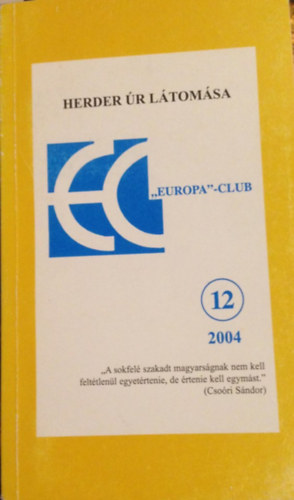 HERDER ÚR LÁTOMÁSA
EC
„EUROPA”-CLUB
12
2004
„A sokfelé szakadt magyarságnak nem kell
feltétlenül egyetértenie, de értenie kell egymást.”
(Csoóri Sándor)